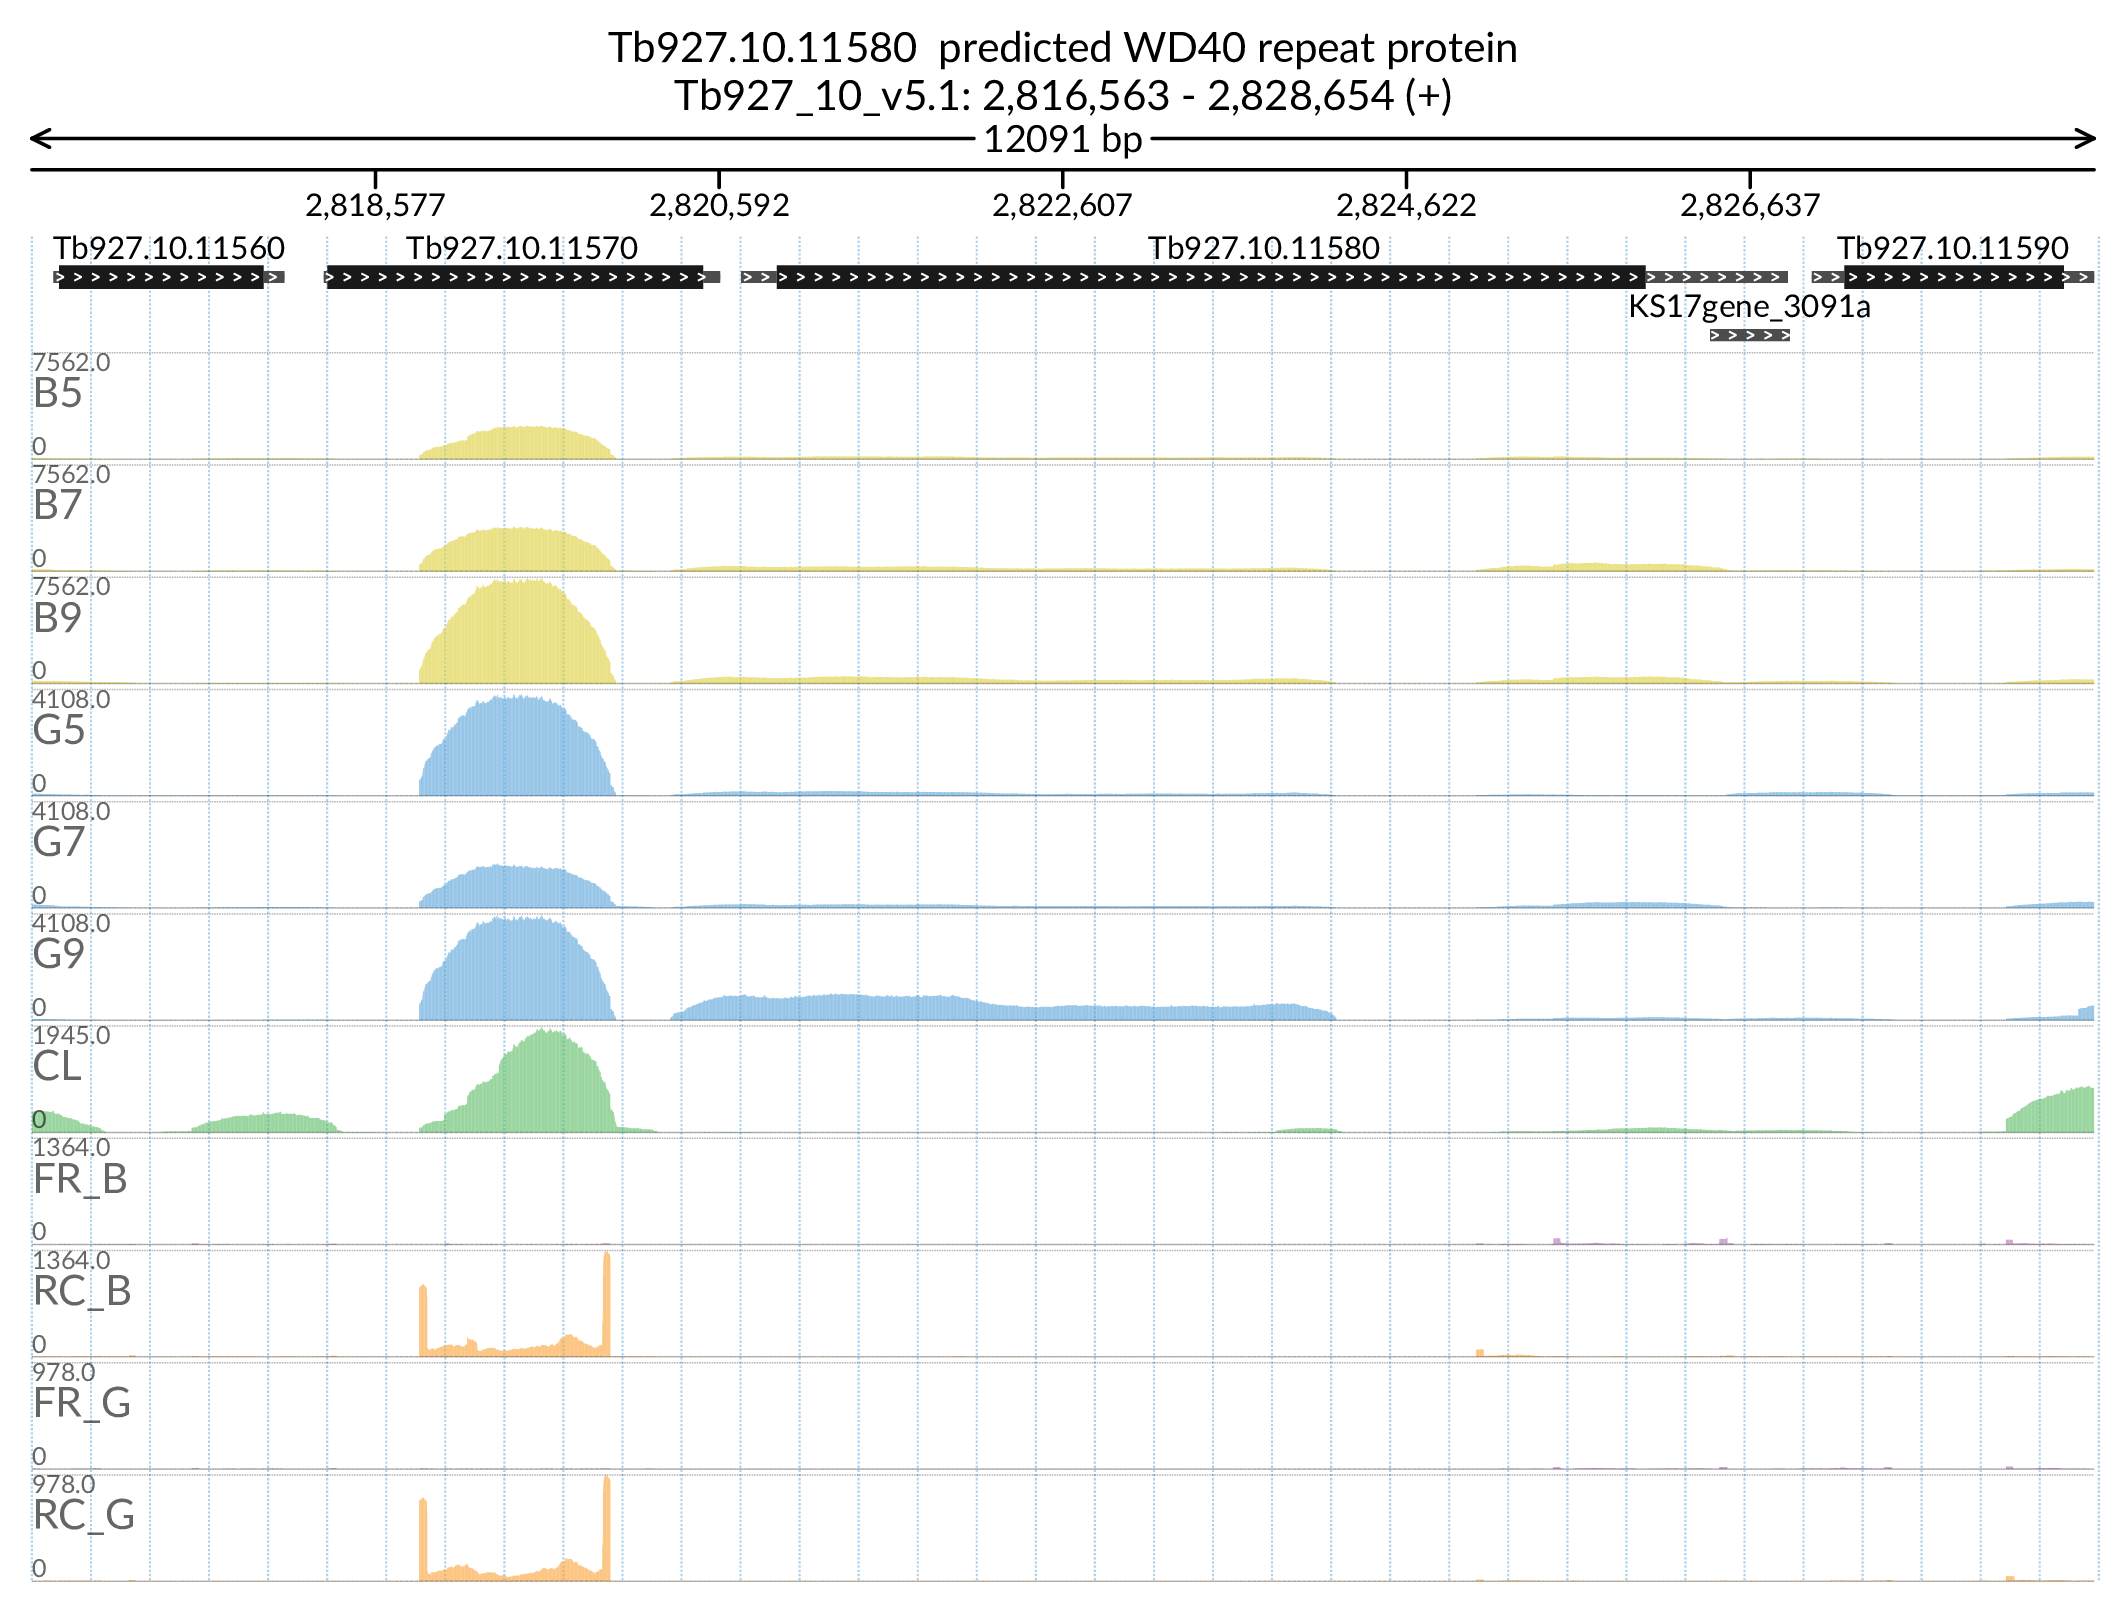 Tb927.10.11580  predicted WD40 repeat protein
Tb927_10_v5.1: 2,816,563 - 2,828,654 (+)
12091 bp
2,818,577 2,820,592 2,822,607 2,824,622 2,826,637
Tb927.10.11560 Tb927.10.11570 Tb927.10.11580 Tb927.10.11590
KS17gene_3091a
7562.0
B5
0
7562.0
B7
0
7562.0
B9
0
4108.0
G5
0
4108.0
G7
0
4108.0
G9
0
1945.0
CL
0
1364.0
FR_B
0
1364.0
RC_B
0
978.0
FR_G
0
978.0
RC_G
0